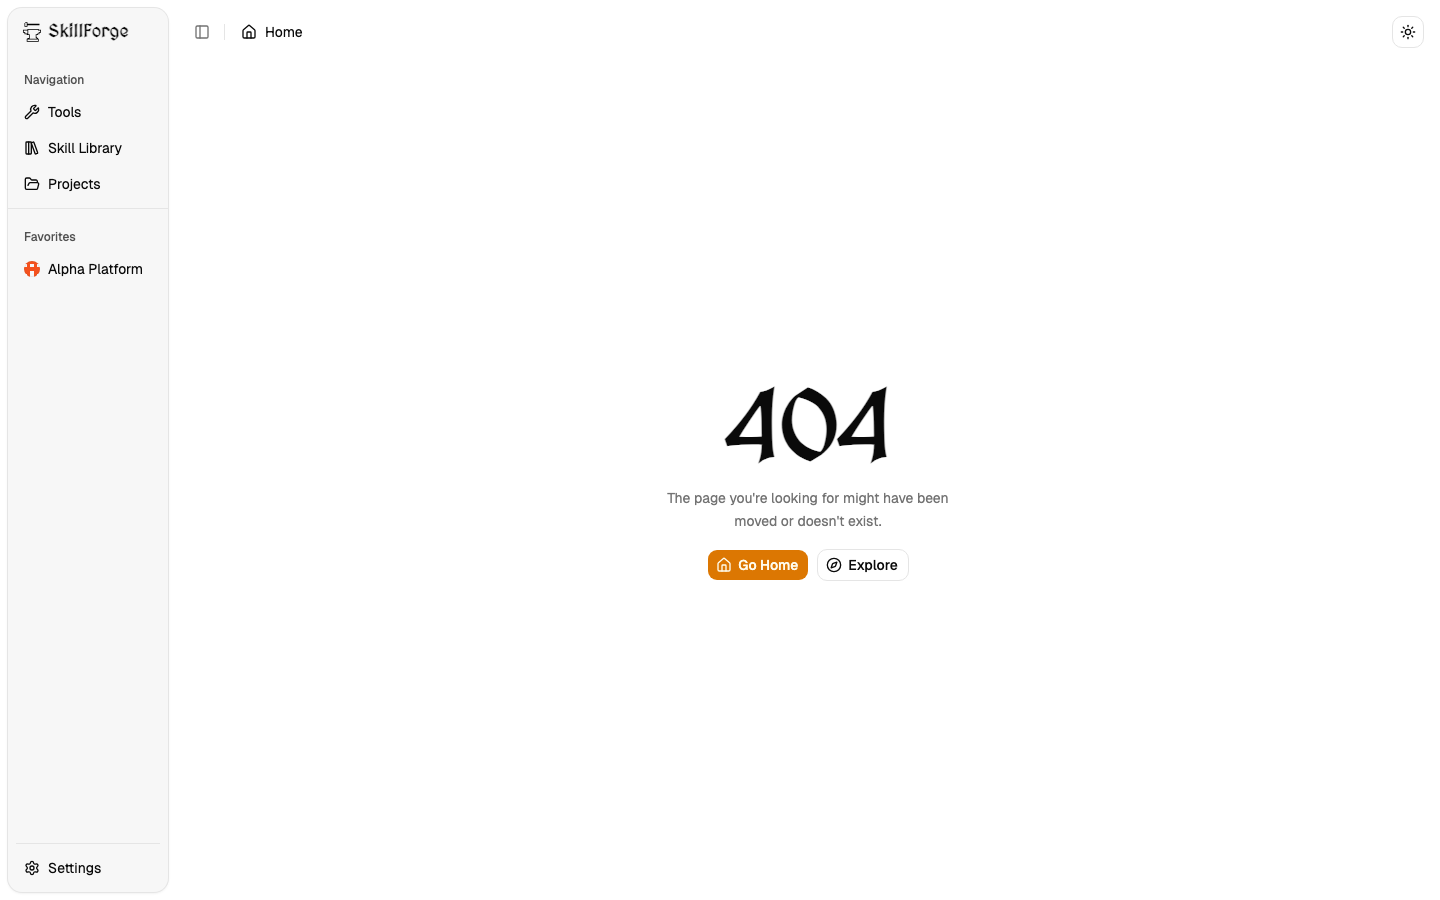 SkillForge
Home
Navigation
Tools
Skill Library
Projects
Favorites
Alpha Platform
404
The page you're looking for might have been
moved or doesn't exist.
Go Home
Explore
Settings